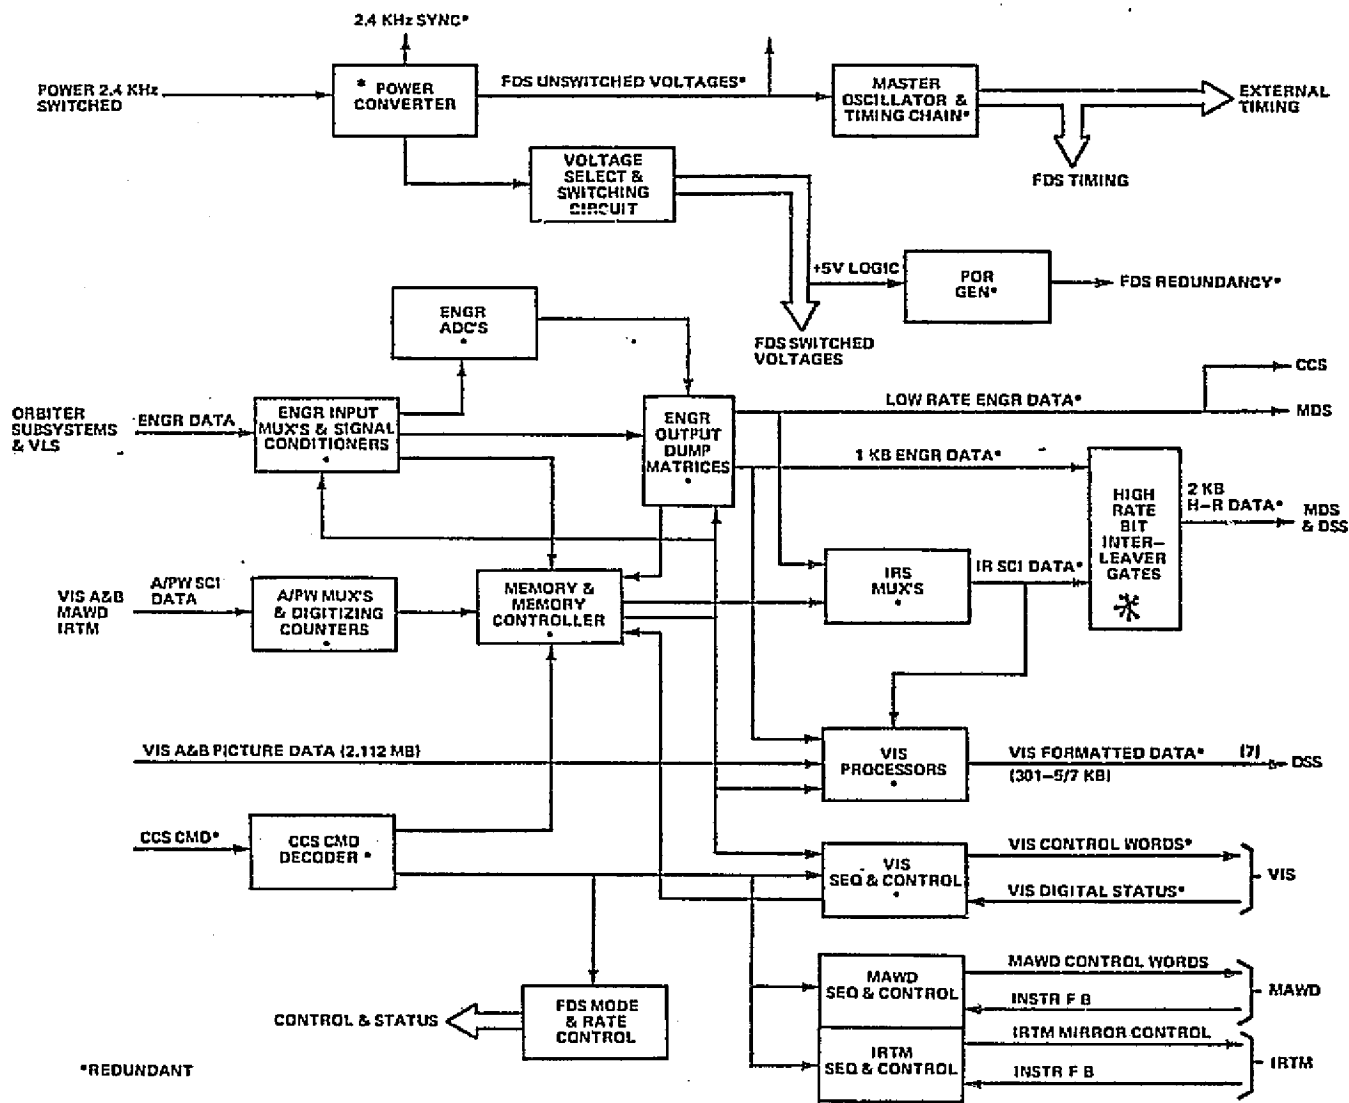 2.4 KHz SYNC*
POWER 2.4 KHz
SWITCHED
* POWER
CONVERTER
FDS UNSWITCHED VOLTAGES*
MASTER
OSCILLATOR &
TIMING CHAIN*
EXTERNAL
TIMING
FDS TIMING
VOLTAGE
SELECT &
SWITCHING
CIRCUIT
+5V LOGIC
POR
GEN*
FDS REDUNDANCY*
FDS SWITCHED
VOLTAGES
ENGR
ADC'S
*
ORBITER
SUBSYSTEMS
& VLS
ENGR DATA
ENGR INPUT
MUX'S & SIGNAL
CONDITIONERS
*
ENGR
OUTPUT
DUMP
MATRICES
*
LOW RATE ENGR DATA*
CCS
MDS
1 KB ENGR DATA*
HIGH
RATE
BIT
INTER-
LEAVER
GATES
*
2 KB
H-R DATA*
MDS
& DSS
VIS A&B
MAWD
IRTM
A/PW SCI
DATA
A/PW MUX'S
& DIGITIZING
COUNTERS
*
MEMORY &
MEMORY
CONTROLLER
*
IRS
MUX'S
*
IR SCI DATA*
VIS A&B PICTURE DATA (2.112 MB)
VIS
PROCESSORS
*
VIS FORMATTED DATA* (7)
(301-5/7 KB)
DSS
CCS CMD*
CCS CMD
DECODER *
VIS
SEQ & CONTROL
*
VIS CONTROL WORDS*
VIS DIGITAL STATUS*
VIS
CONTROL & STATUS
FDS MODE
& RATE
CONTROL
MAWD
SEQ & CONTROL
MAWD CONTROL WORDS
INSTR F B
MAWD
IRTM
SEQ & CONTROL
IRTM MIRROR CONTROL
INSTR F B
IRTM
*REDUNDANT